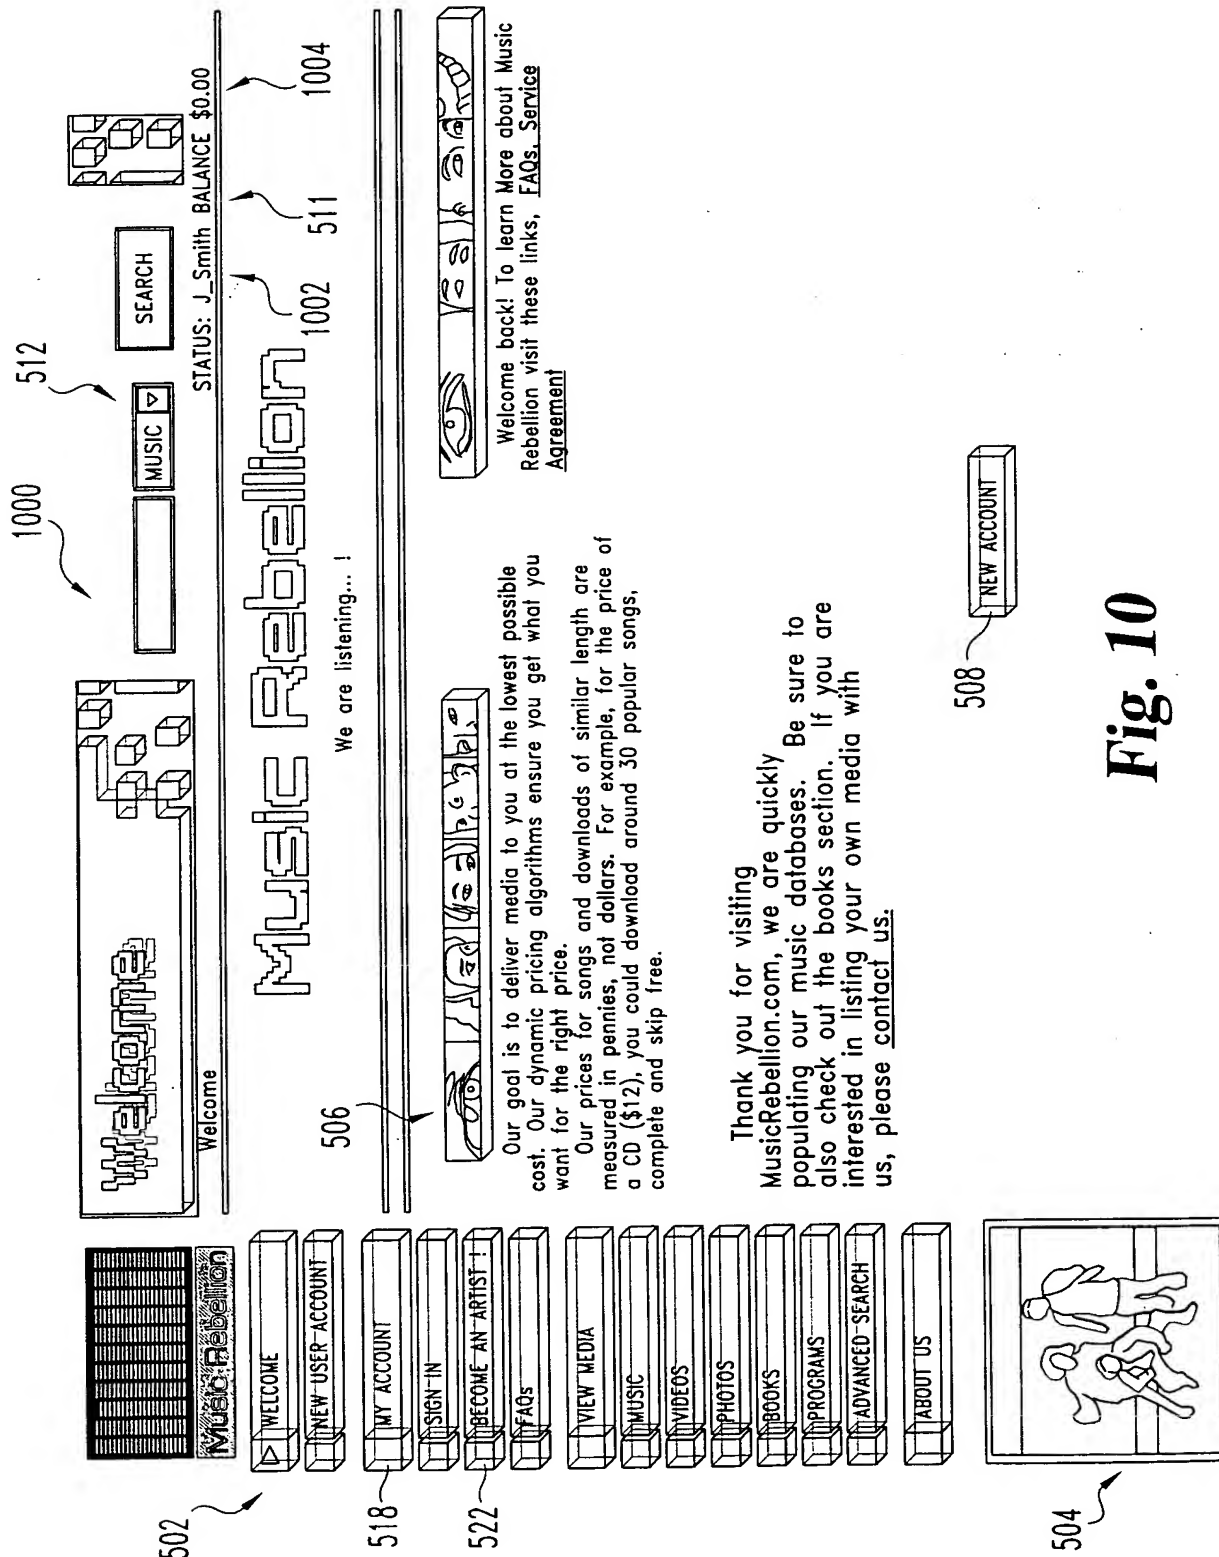 1000
512
Welcome
MUSIC
SEARCH
Music Rebellion
Welcome
STATUS: J_Smith BALANCE $0.00
1002
511
1004
502
WELCOME
NEW USER ACCOUNT
518
MY ACCOUNT
SIGN IN
522
BECOME AN ARTIST !
FAQs
VIEW MEDIA
MUSIC
VIDEOS
PHOTOS
BOOKS
PROGRAMS
ADVANCED SEARCH
ABOUT US
504
Music Rebellion
We are listening... !
506
Our goal is to deliver media to you at the lowest possible
cost. Our dynamic pricing algorithms ensure you get what you
want for the right price.
Our prices for songs and downloads of similar length are
measured in pennies, not dollars. For example, for the price of
a CD ($12), you could download around 30 popular songs,
complete and skip free.
Welcome back! To learn More about Music
Rebellion visit these links, FAQs, Service
Agreement
Thank you for visiting
MusicRebellion.com, we are quickly
populating our music databases. Be sure to
also check out the books section. If you are
interested in listing your own media with
us, please contact us.
508
NEW ACCOUNT
Fig. 10